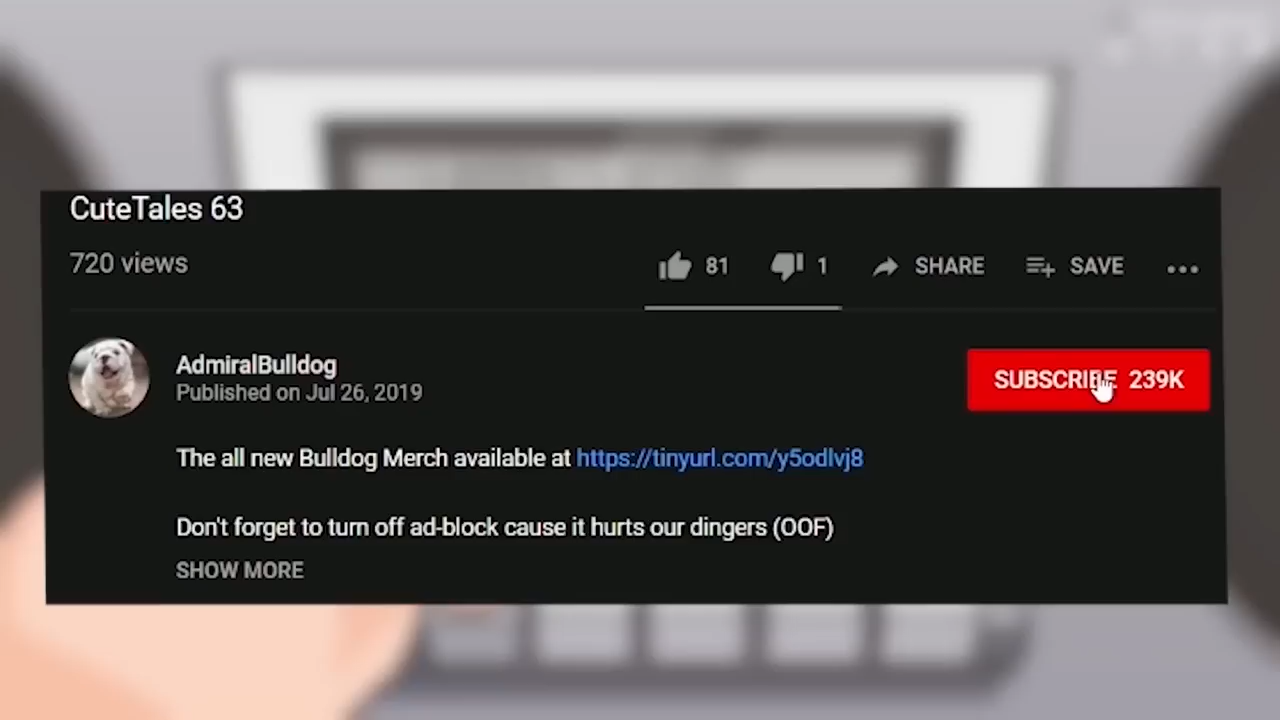 CuteTales 63
720 views
81 1 SHARE SAVE
AdmiralBulldog
Published on Jul 26, 2019
SUBSCRIBE 239K
The all new Bulldog Merch available at https://tinyurl.com/y5odlvj8
Don't forget to turn off ad-block cause it hurts our dingers (OOF)
SHOW MORE